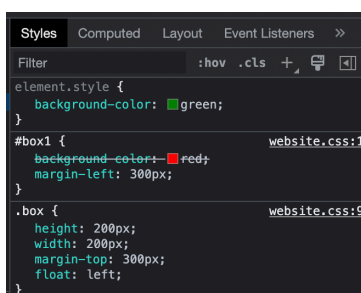 Styles Computed Layout Event Listeners »
Filter :hov .cls +
element.style {
background-color: green;
}
#box1 { website.css:1
background-color: red;
margin-left: 300px;
}
.box { website.css:9
height: 200px;
width: 200px;
margin-top: 300px;
float: left;
}